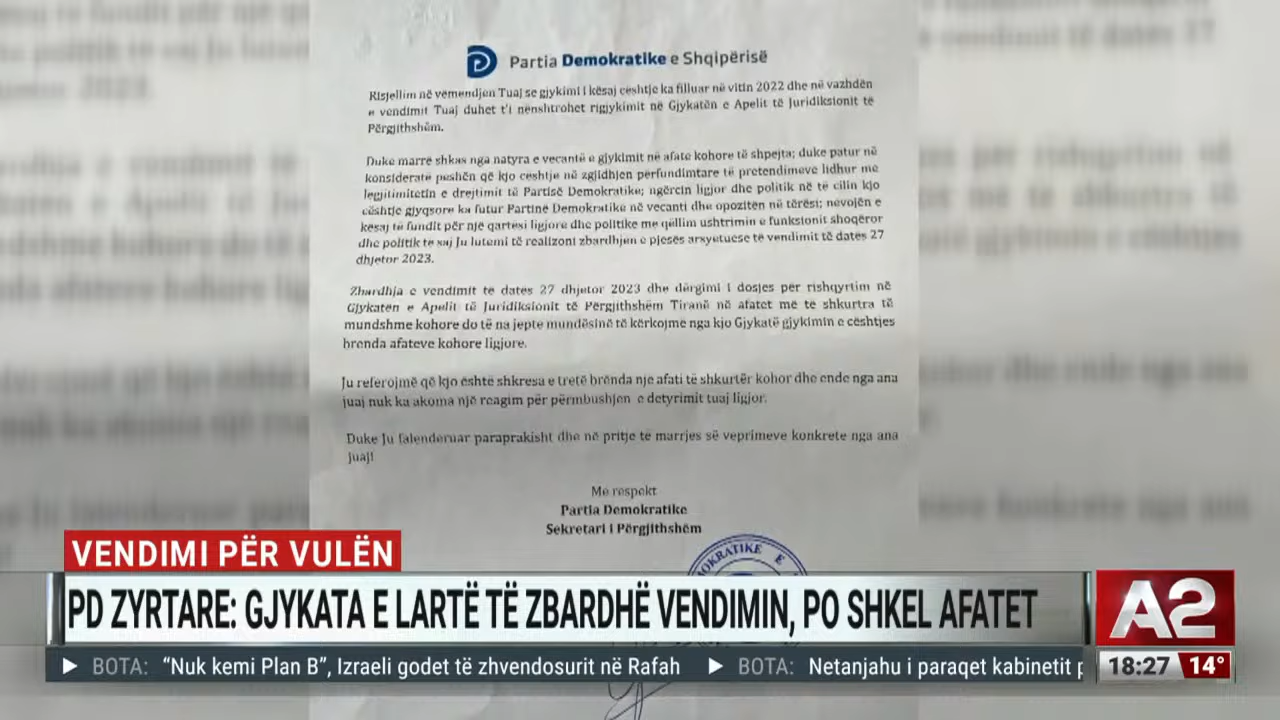 Partia Demokratike e Shqipërisë
Risjellim në vëmendjen Tuaj se gjykimi i kësaj çështje ka filluar në vitin 2022 dhe në vazhdën
e vendimit Tuaj duhet t'i nënshtrohet rigjykimit në Gjykatën e Apelit të Juridiksionit të
Përgjithshëm.
Duke marrë shkas nga natyra e vecantë e gjykimit në afate kohore të shpejta; duke patur në
konsideratë peshën që kjo çështje në zgjidhjen përfundimtare të pretendimeve lidhur me
legjitimitetin e drejtimit të Partisë Demokratike; ngërcin ligjor dhe politik në të cilin kjo
cështje gjyqsore ka futur Partinë Demokratike në vecanti dhe opozitën në tërësi; nevojën e
kësaj të fundit për një qartësi ligjore dhe politike me qëllim ushtrimin e funksionit shoqëror
dhe politik të saj Ju lutemi të realizoni zbardhjen e pjesës arsyetuese të vendimit të datës 27
dhjetor 2023.
Zbardhja e vendimit të datës 27 dhjetor 2023 dhe dërgimi i dosjes për rishqyrtim në
Gjykatën e Apelit të Juridiksionit të Përgjithshëm Tiranë në afatet më të shkurtra të
mundshme kohore do të na jepte mundësinë të kërkojmë nga kjo Gjykatë gjykimin e cështjes
brenda afateve kohore ligjore.
Ju referojmë që kjo është shkresa e tretë brënda një afati të shkurtër kohor dhe ende nga ana
juaj nuk ka akoma një reagim për përmbushjen e detyrimit tuaj ligjor.
Duke Ju falenderuar paraprakisht dhe në pritje të marrjes së veprimeve konkrete nga ana
juaj!
Me respekt
Partia Demokratike
Sekretari i Përgjithshëm
VENDIMI PËR VULËN
PD ZYRTARE: GJYKATA E LARTË TË ZBARDHË VENDIMIN, PO SHKEL AFATET
A2
BOTA: “Nuk kemi Plan B”, Izraeli godet të zhvendosurit në Rafah BOTA: Netanjahu i paraqet kabinetit
18:27 14°